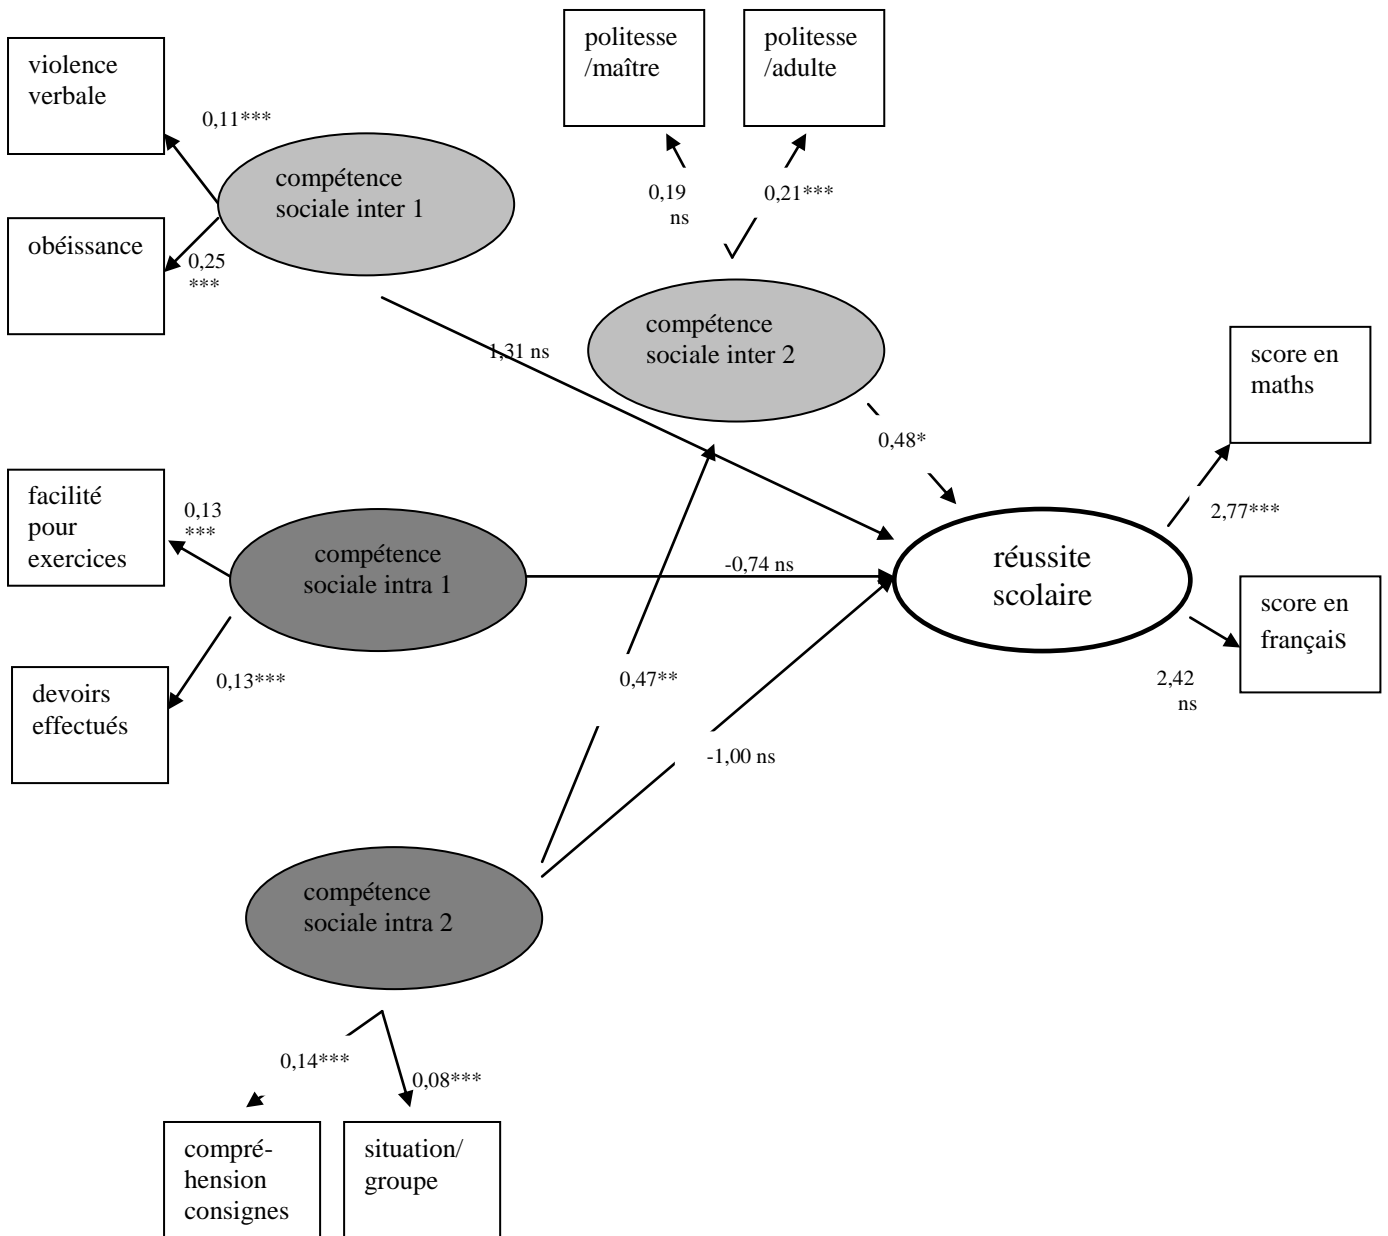 politesse
/maître
politesse
/adulte
violence
verbale
0,11***
compétence
sociale inter 1
0,19
ns
0,21***
obéissance
0,25
***
compétence
sociale inter 2
1,31 ns
score en
maths
0,48*
facilité
pour
exercices
0,13
***
2,77***
compétence
sociale intra 1
-0,74 ns
réussite
scolaire
score en
françaiS
0,13***
0,47**
2,42
ns
devoirs
effectués
-1,00 ns
compétence
sociale intra 2
0,14***
0,08***
compré-
hension
consignes
situation/
groupe